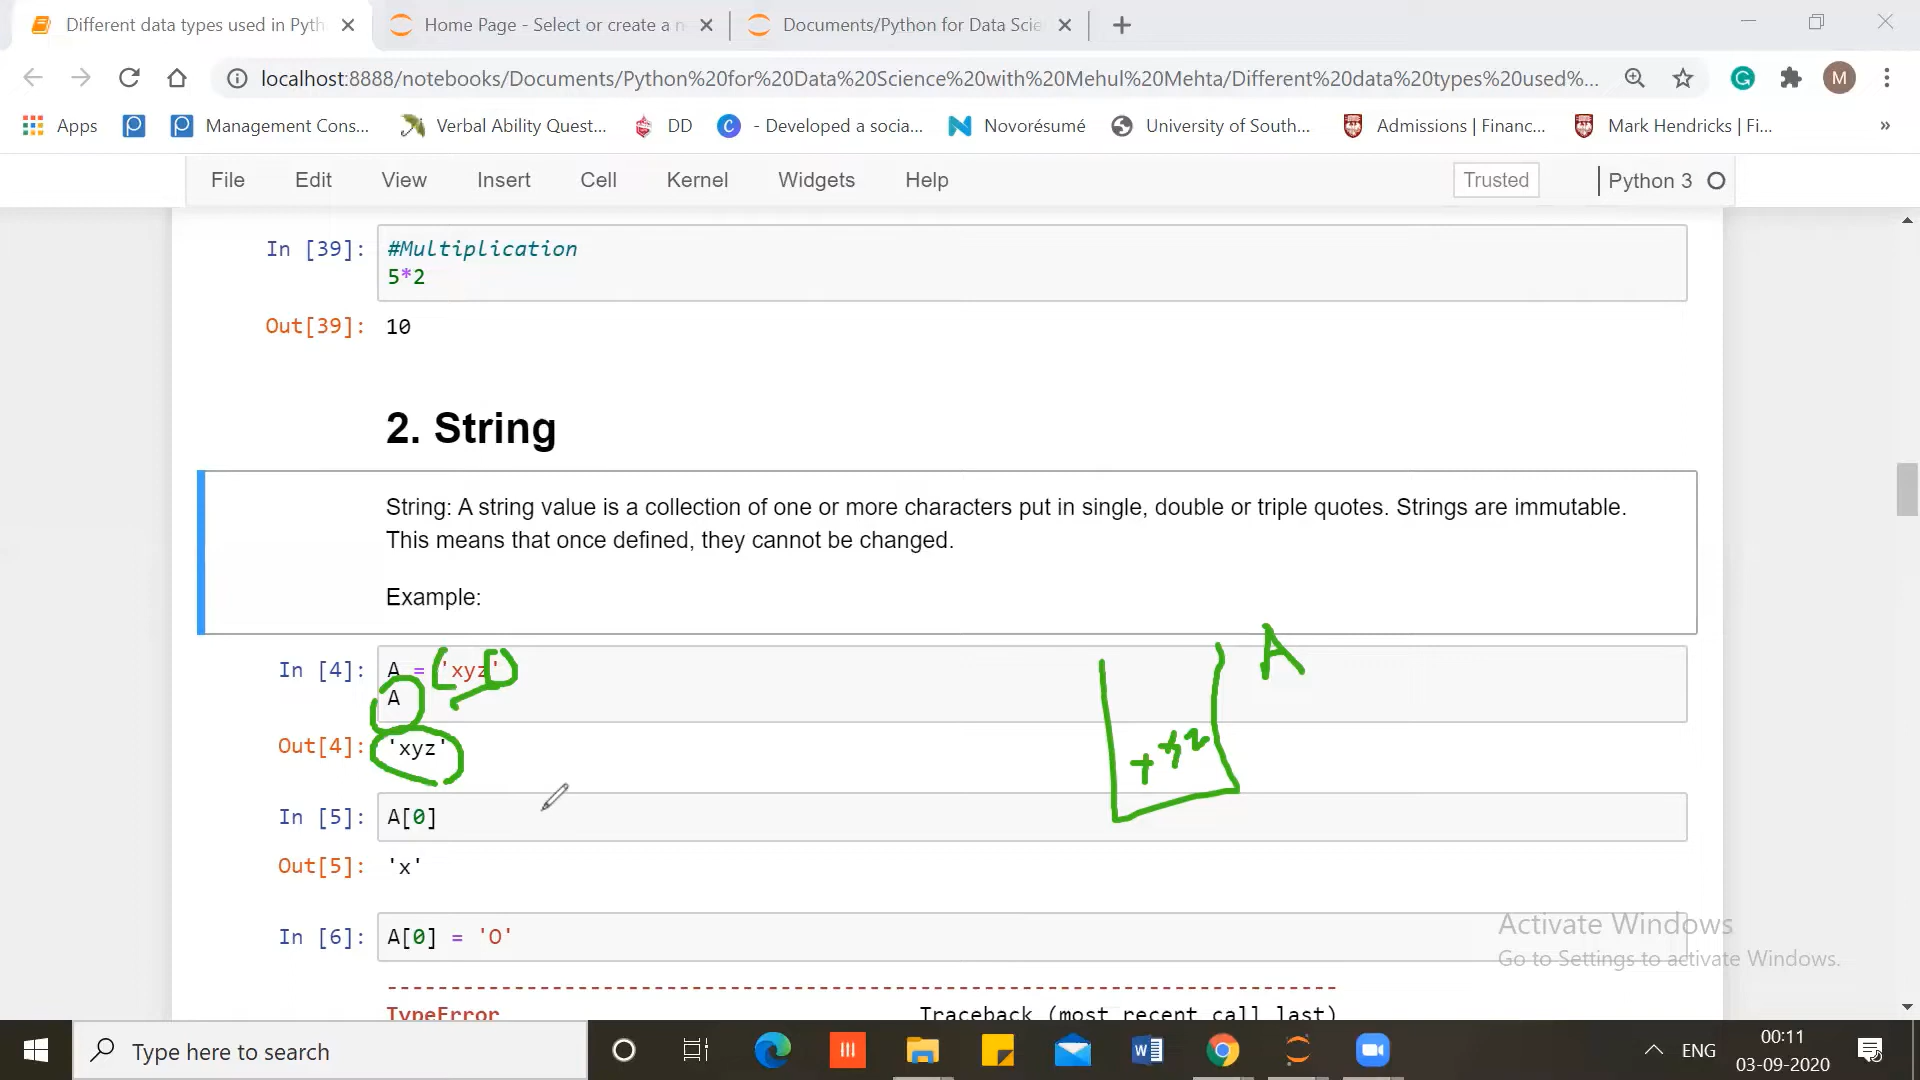 Different data types used in Pyth
Home Page - Select or create a n
Documents/Python for Data Scie
localhost:8888/notebooks/Documents/Python%20for%20Data%20Science%20with%20Mehul%20Mehta/Different%20data%20types%20used%...
M
Apps
Management Cons...
Verbal Ability Quest...
DD
- Developed a socia...
Novorésumé
University of South...
Admissions | Financ...
Mark Hendricks | Fi...
»
File Edit View Insert Cell Kernel Widgets Help
Trusted
Python 3
In [39]: #Multiplication
5*2
Out[39]: 10
2. String
String: A string value is a collection of one or more characters put in single, double or triple quotes. Strings are immutable.
This means that once defined, they cannot be changed.
Example:
A
In [4]: A = 'xyz'
A
Out[4]: 'xyz'
In [5]: A[0]
Out[5]: 'x'
In [6]: A[0] = 'O'
Activate Windows
Go to Settings to activate Windows.
---------------------------------------------------------------------------
TypeError Traceback (most recent call last)
Type here to search
ENG
00:11
03-09-2020